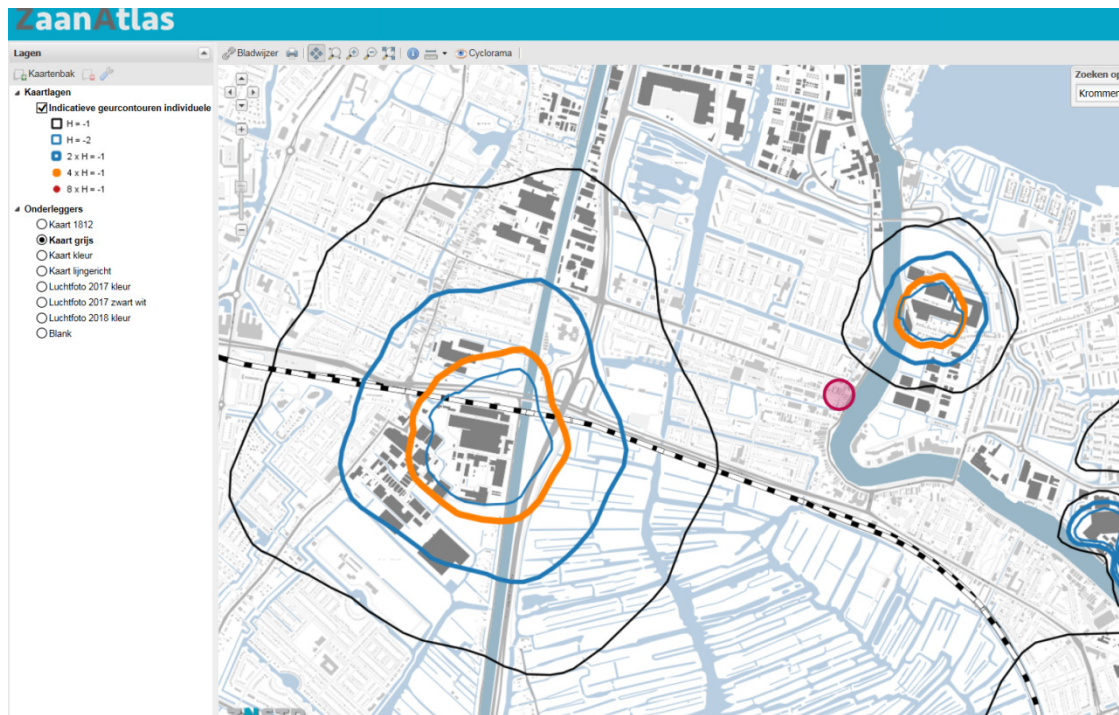 ZaanAtlas
Lagen
Bladwijzer
Cyclorama
Kaartenbak
Zoeken op
Krommen
Kaartlagen
Indicatieve geurcontouren individuele
H = -1
H = -2
2 x H = -1
4 x H = -1
8 x H = -1
Onderleggers
Kaart 1812
Kaart grijs
Kaart kleur
Kaart lijngericht
Luchtfoto 2017 kleur
Luchtfoto 2017 zwart wit
Luchtfoto 2018 kleur
Blank